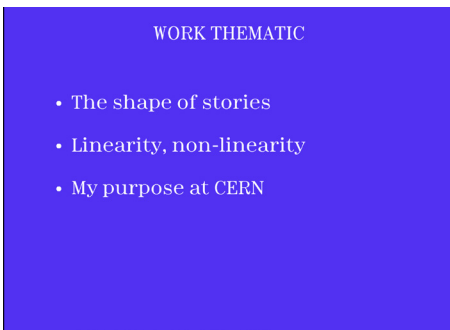 WORK THEMATIC
• The shape of stories
• Linearity, non-linearity
• My purpose at CERN